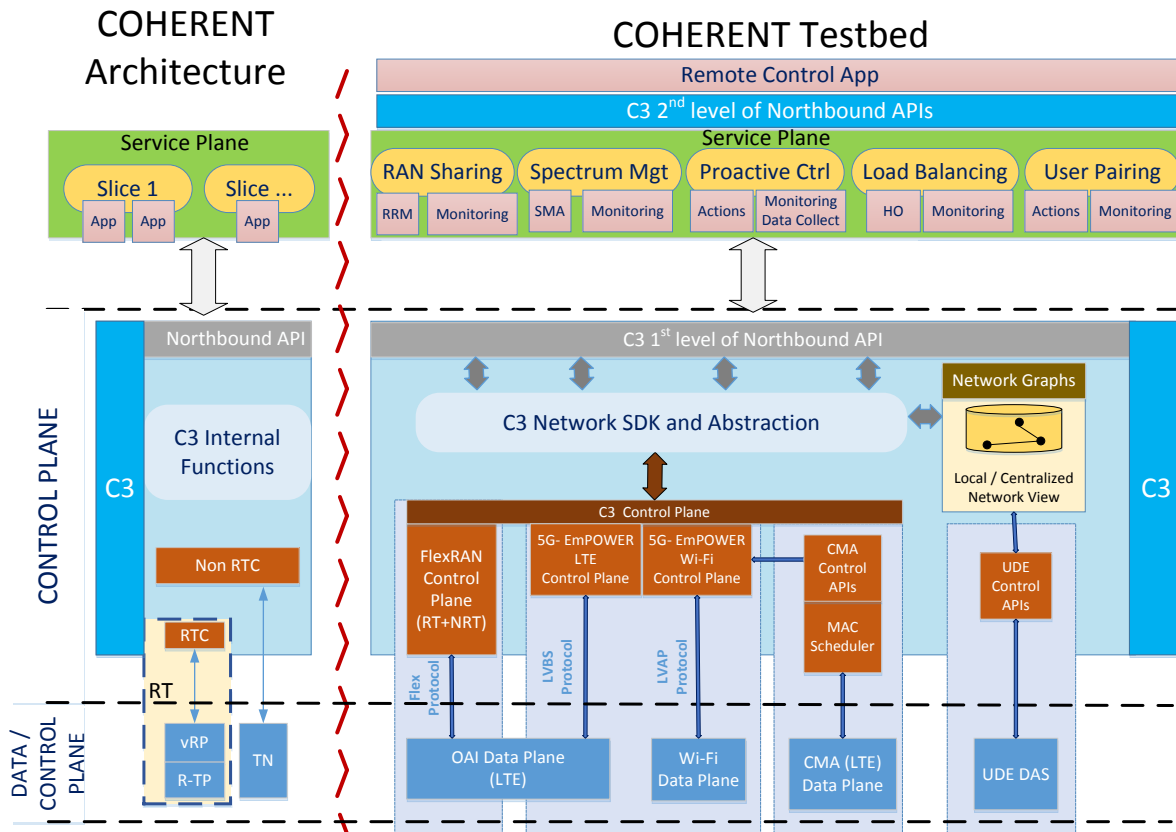 COHERENT
Architecture
COHERENT Testbed
Remote Control App
C3 2nd level of Northbound APIs
Service Plane
Slice 1
Slice ...
App
App
App
Service Plane
RAN Sharing
Spectrum Mgt
Proactive Ctrl
Load Balancing
User Pairing
RRM
Monitoring
SMA
Monitoring
Actions
Monitoring
Data Collect
HO
Monitoring
Actions
Monitoring
CONTROL PLANE
C3
Northbound API
C3 Internal
Functions
Non RTC
RTC
RT
C3 1st level of Northbound API
C3 Network SDK and Abstraction
Network Graphs
Local / Centralized
Network View
C3
C3 Control Plane
FlexRAN
Control
Plane
(RT+NRT)
5G- EmPOWER
LTE
Control Plane
5G- EmPOWER
Wi-Fi
Control Plane
CMA
Control
APIs
MAC
Scheduler
UDE
Control
APIs
Flex
Protocol
LVBS
Protocol
LVAP
Protocol
DATA /
CONTROL
PLANE
vRP
R-TP
TN
OAI Data Plane
(LTE)
Wi-Fi
Data Plane
CMA (LTE)
Data Plane
UDE DAS